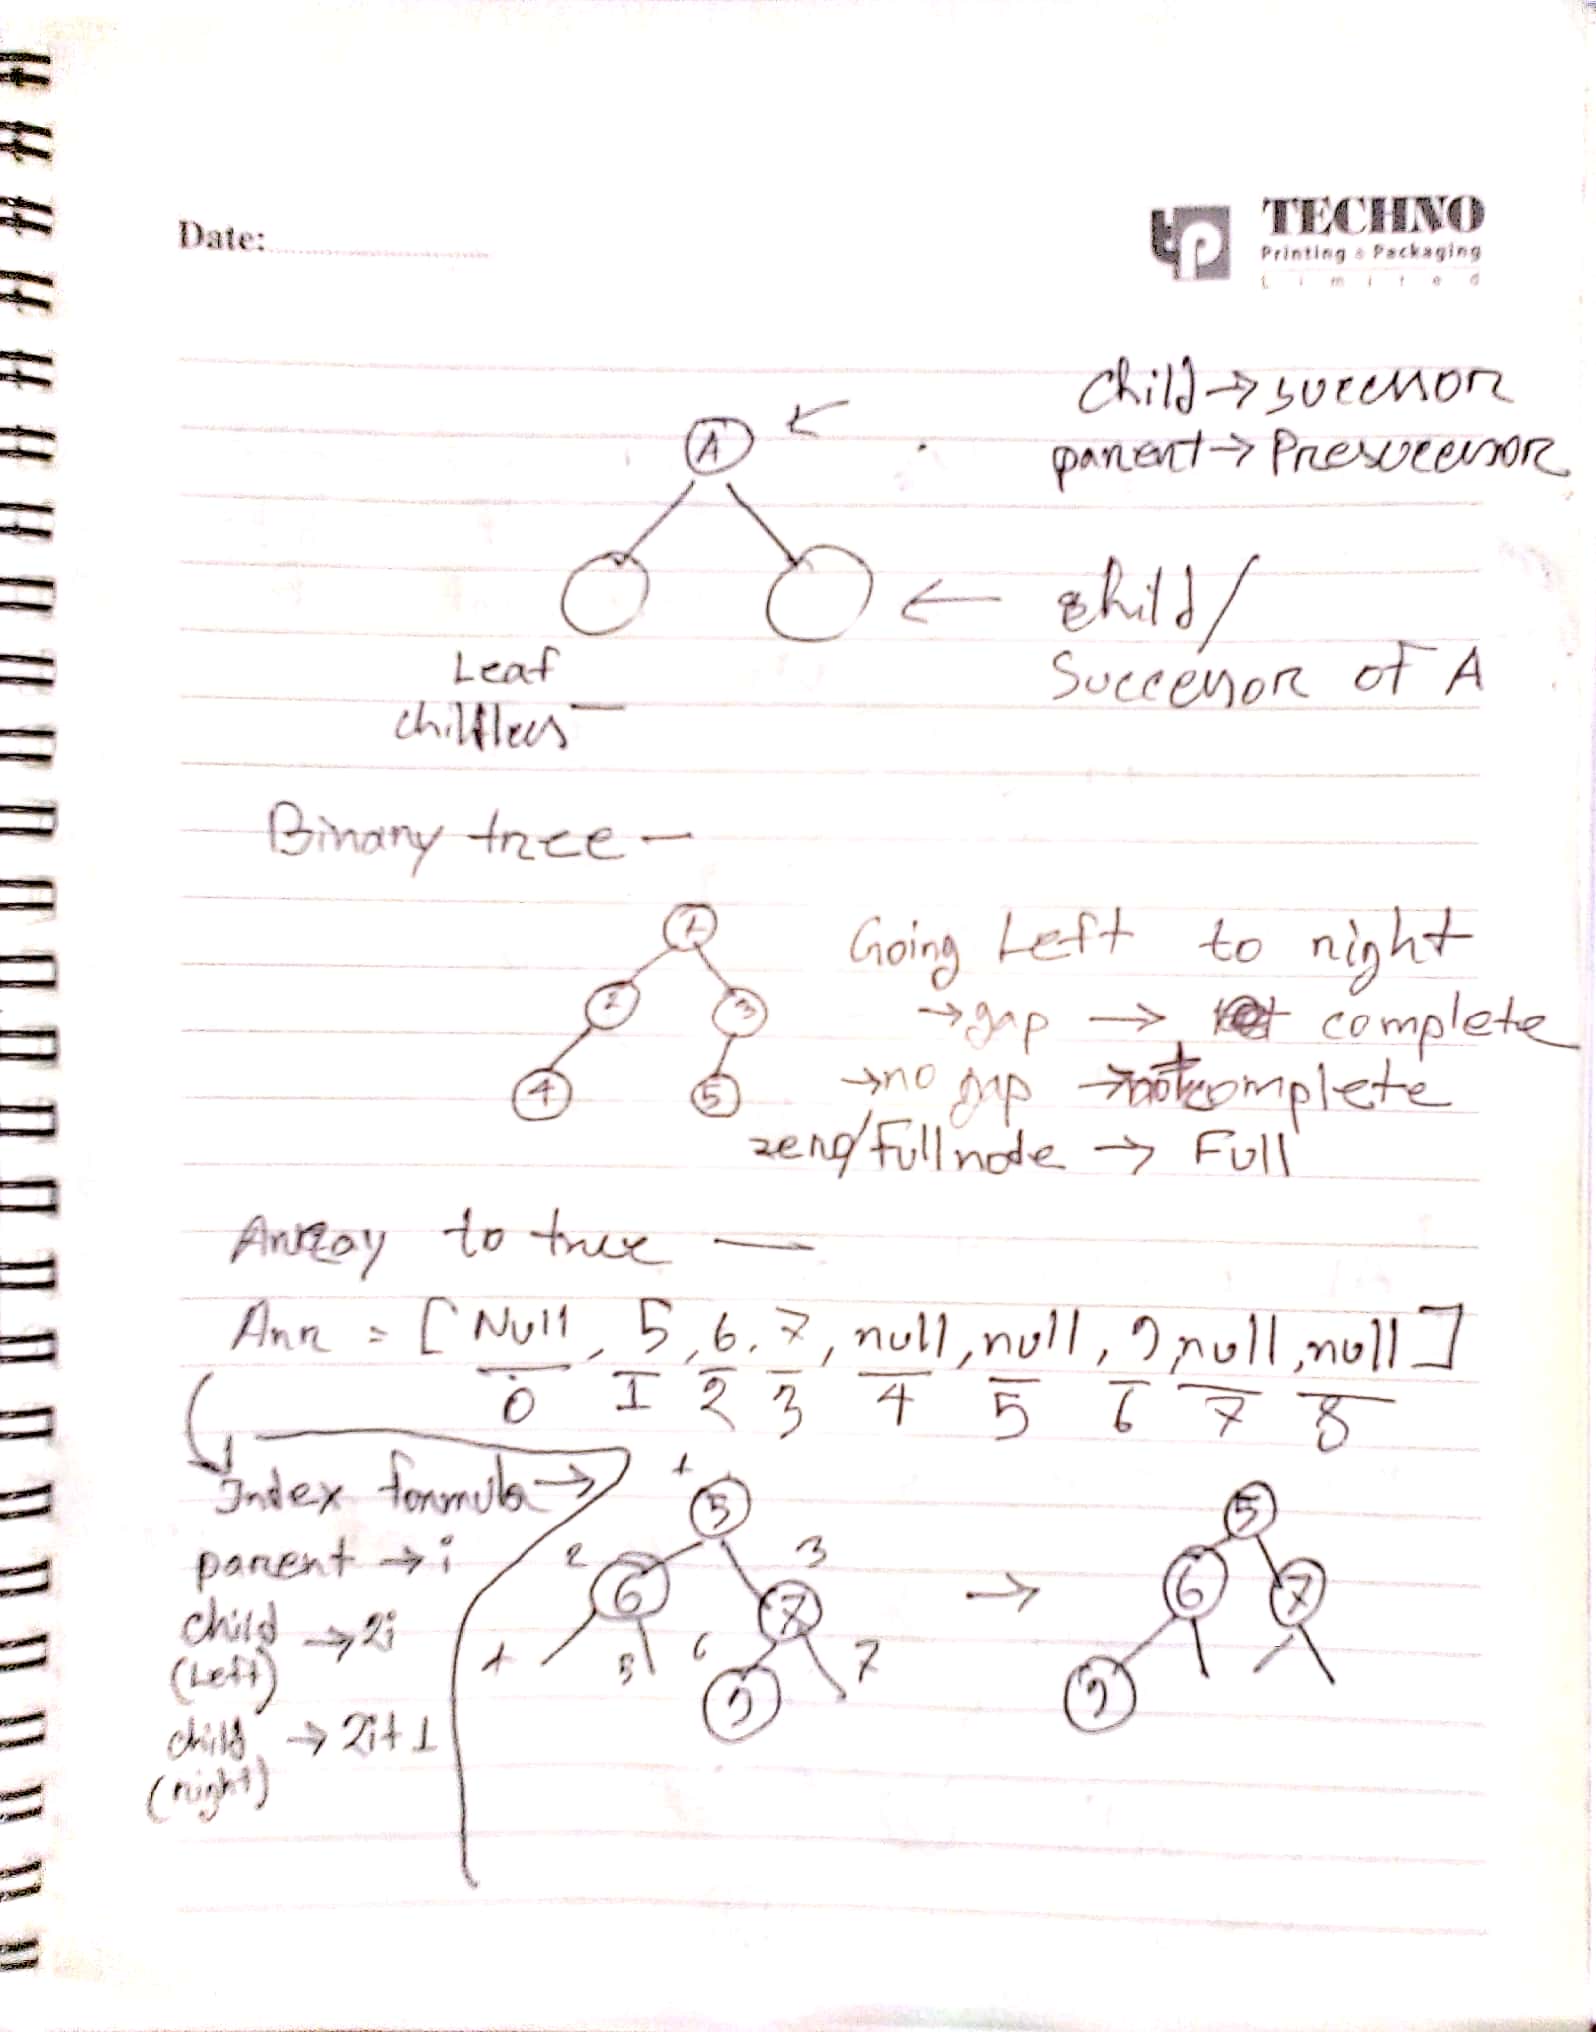 Date:
TECHNO
Printing & Packaging
Limited
child → successor
parent → Presuccessor
A
child/
Successor of A
Leaf
childless
Binary tree -
1
Going Left to right
2 3
→ gap → complete
4 5
→ no gap → not complete
zero/Full node → Full
Array to tree —
Arr = [ Null, 5, 6, 7, null, null, 9, null, null ]
0 1 2 3 4 5 6 7 8
Index formula →
parent → i
child → 2i
(Left)
child → 2i+1
(right)
1
5
2 3
6 7
4 5 6 7
9
→
5
6 7
9